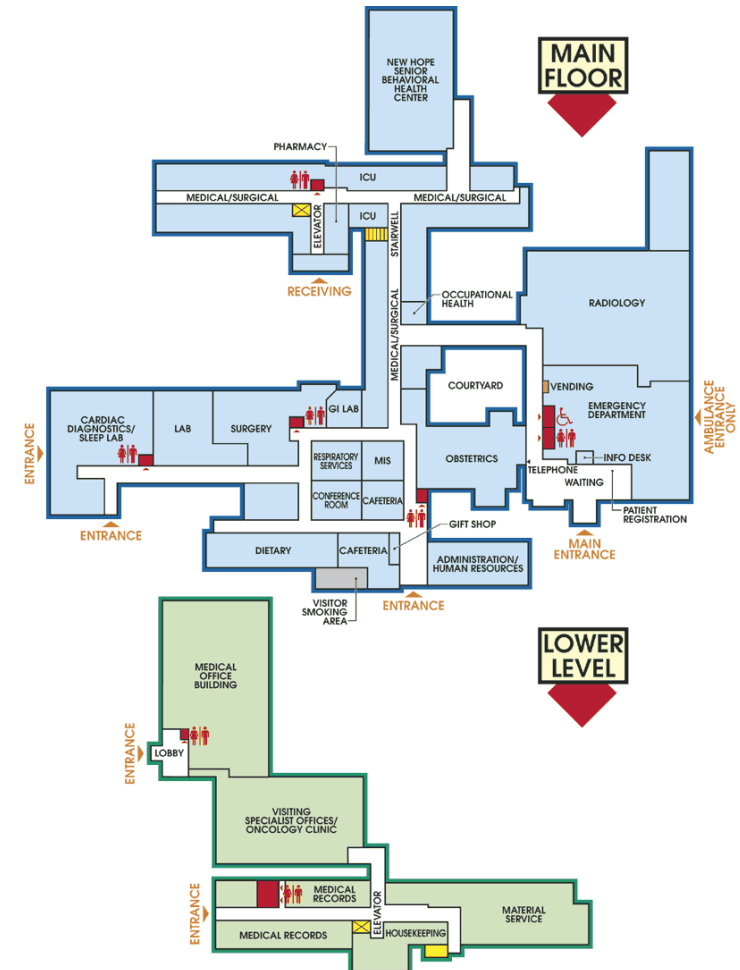 MAIN
FLOOR
NEW HOPE
SENIOR
BEHAVIORAL
HEALTH
CENTER
PHARMACY
ICU
MEDICAL/SURGICAL
MEDICAL/SURGICAL
ICU
ELEVATOR
STAIRWELL
RECEIVING
MEDICAL/SURGICAL
OCCUPATIONAL
HEALTH
RADIOLOGY
COURTYARD
VENDING
EMERGENCY
DEPARTMENT
AMBULANCE
ENTRANCE
ONLY
CARDIAC
DIAGNOSTICS/
SLEEP LAB
LAB
SURGERY
GI LAB
ENTRANCE
RESPIRATORY
SERVICES
MIS
OBSTETRICS
INFO DESK
TELEPHONE
WAITING
CONFERENCE
ROOM
CAFETERIA
PATIENT
REGISTRATION
ENTRANCE
GIFT SHOP
MAIN
ENTRANCE
DIETARY
CAFETERIA
ADMINISTRATION/
HUMAN RESOURCES
VISITOR
SMOKING
AREA
ENTRANCE
LOWER
LEVEL
MEDICAL
OFFICE
BUILDING
ENTRANCE
LOBBY
VISITING
SPECIALIST OFFICES/
ONCOLOGY CLINIC
ENTRANCE
MEDICAL
RECORDS
ELEVATOR
MATERIAL
SERVICE
MEDICAL RECORDS
HOUSEKEEPING